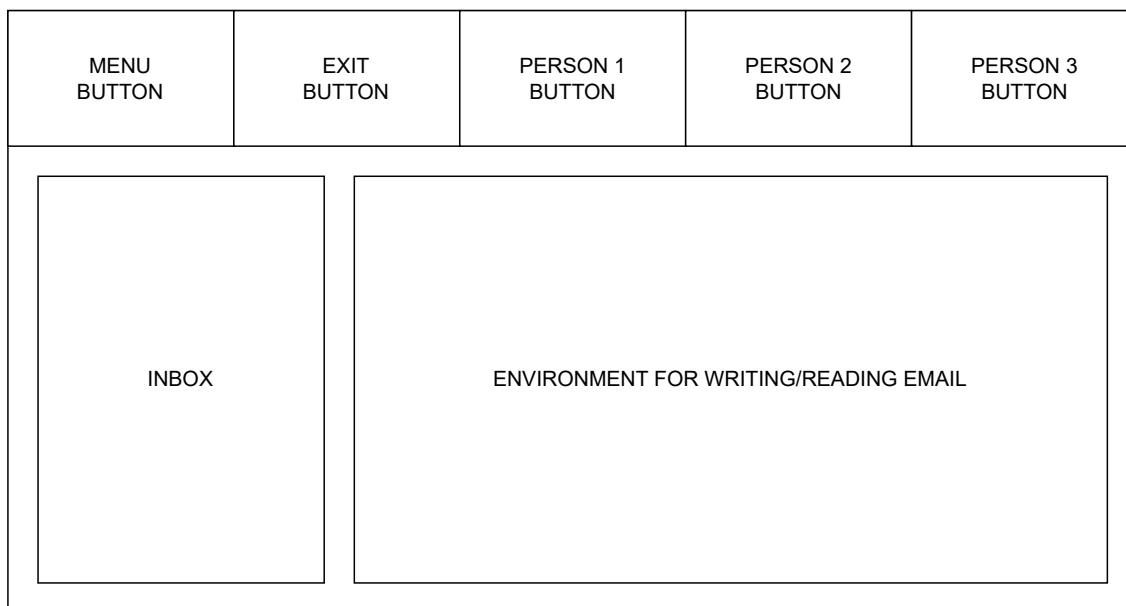 MENU
BUTTON
EXIT
BUTTON
PERSON 1
BUTTON
PERSON 2
BUTTON
PERSON 3
BUTTON
INBOX
ENVIRONMENT FOR WRITING/READING EMAIL